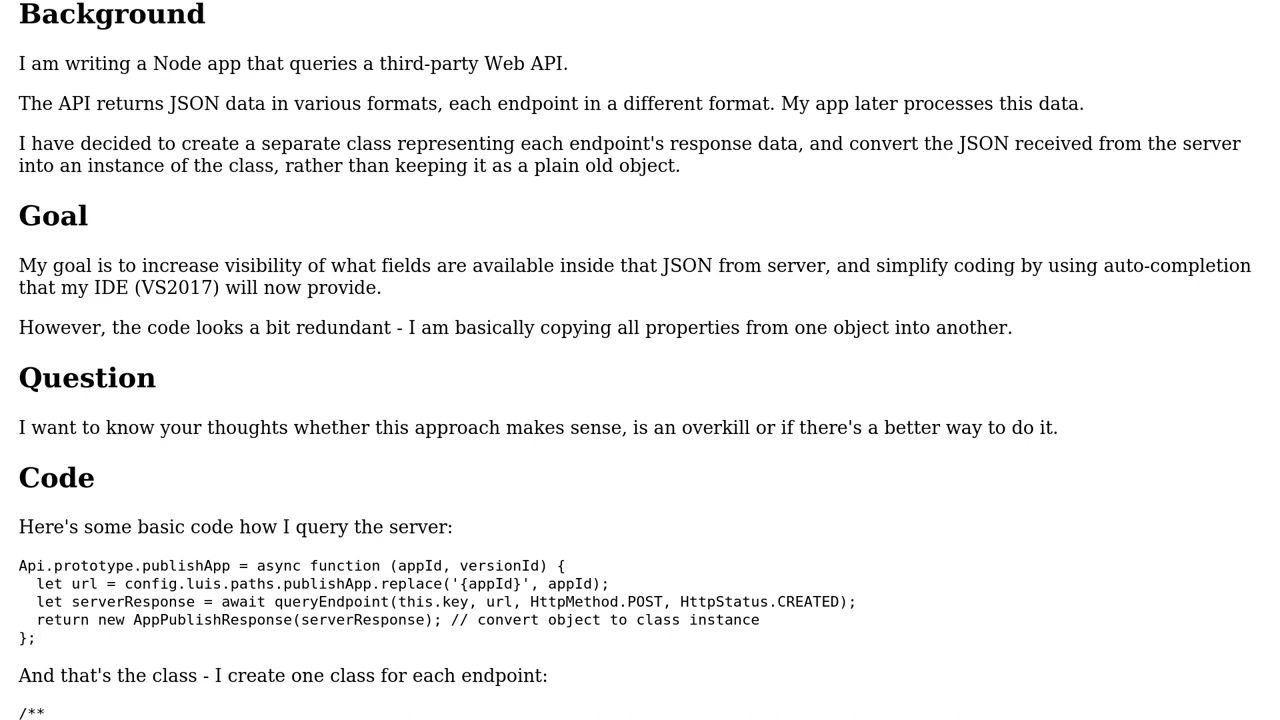 Background
I am writing a Node app that queries a third-party Web API.
The API returns JSON data in various formats, each endpoint in a different format. My app later processes this data.
I have decided to create a separate class representing each endpoint's response data, and convert the JSON received from the server
into an instance of the class, rather than keeping it as a plain old object.
Goal
My goal is to increase visibility of what fields are available inside that JSON from server, and simplify coding by using auto-completion
that my IDE (VS2017) will now provide.
However, the code looks a bit redundant - I am basically copying all properties from one object into another.
Question
I want to know your thoughts whether this approach makes sense, is an overkill or if there's a better way to do it.
Code
Here's some basic code how I query the server:
Api.prototype.publishApp = async function (appId, versionId) {
  let url = config.luis.paths.publishApp.replace('{appId}', appId);
  let serverResponse = await queryEndpoint(this.key, url, HttpMethod.POST, HttpStatus.CREATED);
  return new AppPublishResponse(serverResponse); // convert object to class instance
};
And that's the class - I create one class for each endpoint:
/**